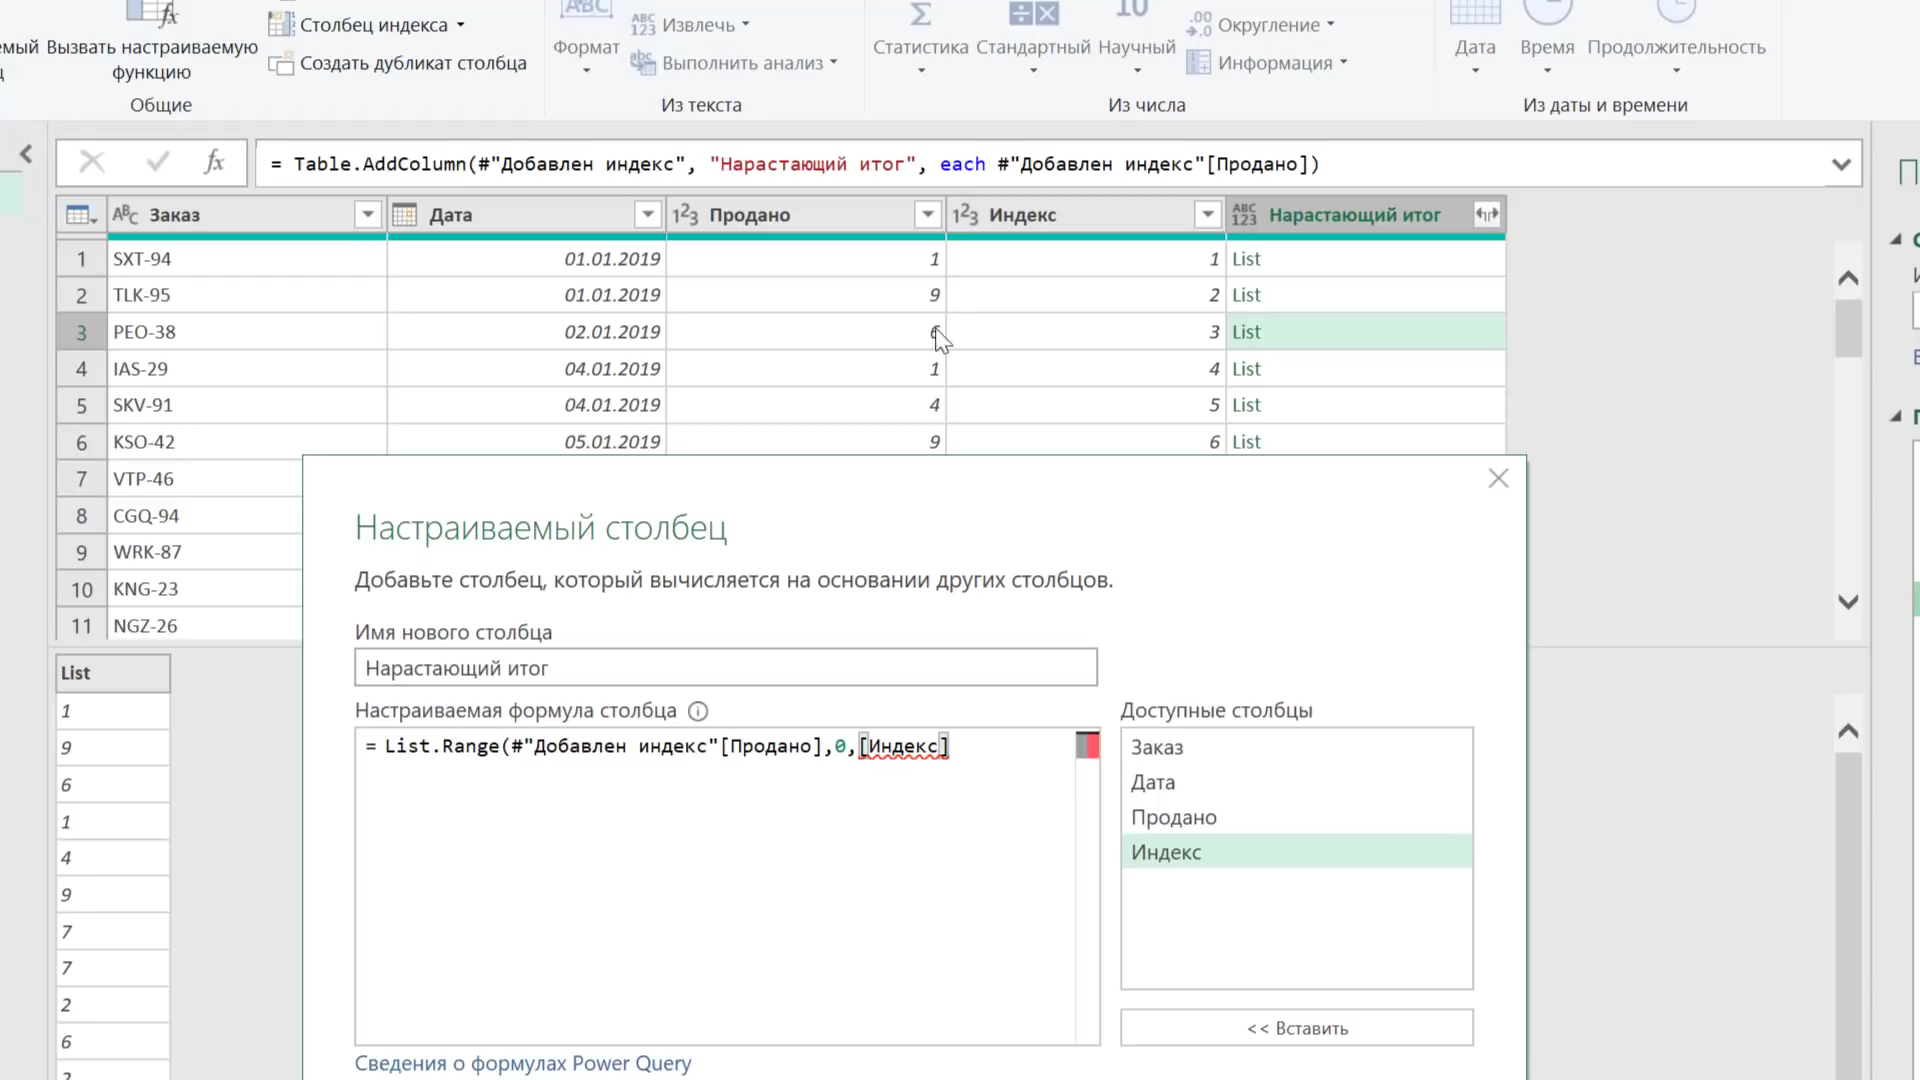 Столбец индекса
Извлечь
Округление
Вызвать настраиваемую
функцию
Формат
Статистика
Стандартный
Научный
Дата
Время
Продолжительность
Создать дубликат столбца
Выполнить анализ
Информация
Общие
Из текста
Из числа
Из даты и времени
= Table.AddColumn(#"Добавлен индекс", "Нарастающий итог", each #"Добавлен индекс"[Продано])
Заказ Дата Продано Индекс Нарастающий итог
1 SXT-94 01.01.2019 1 1 List
2 TLK-95 01.01.2019 9 2 List
3 PEO-38 02.01.2019 3 List
4 IAS-29 04.01.2019 1 4 List
5 SKV-91 04.01.2019 4 5 List
6 KSO-42 05.01.2019 9 6 List
7 VTP-46
8 CGQ-94
9 WRK-87
10 KNG-23
11 NGZ-26
List
1
9
6
1
4
9
7
7
2
6
Настраиваемый столбец
Добавьте столбец, который вычисляется на основании других столбцов.
Имя нового столбца
Нарастающий итог
Настраиваемая формула столбца
= List.Range(#"Добавлен индекс"[Продано],0,[Индекс]
Доступные столбцы
Заказ
Дата
Продано
Индекс
<< Вставить
Сведения о формулах Power Query